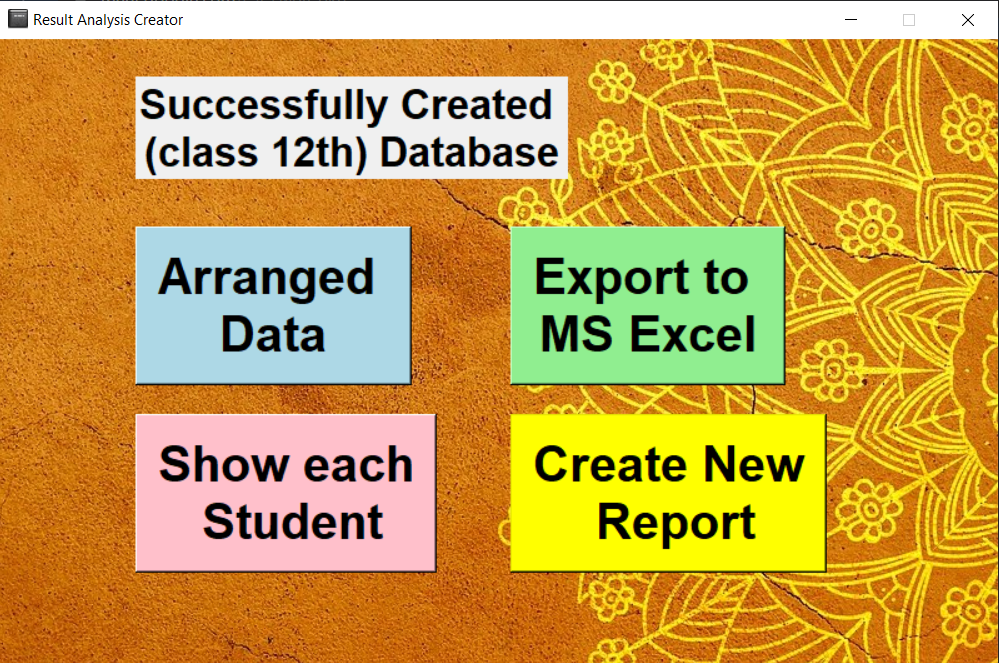 Result Analysis Creator
Successfully Created
(class 12th) Database
Arranged
Data
Export to
MS Excel
Show each
Student
Create New
Report